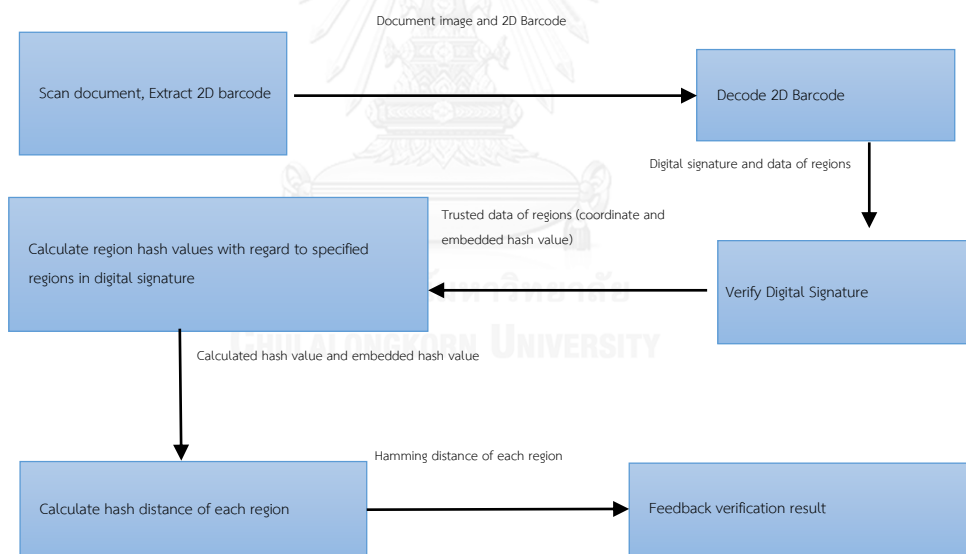 Document image and 2D Barcode
Scan document, Extract 2D barcode
Decode 2D Barcode
Digital signature and data of regions
Trusted data of regions (coordinate and
embedded hash value)
Calculate region hash values with regard to specified
regions in digital signature
Verify Digital Signature
CHULALONGKORN UNIVERSITY
Calculated hash value and embedded hash value
Hamming distance of each region
Calculate hash distance of each region
Feedback verification result